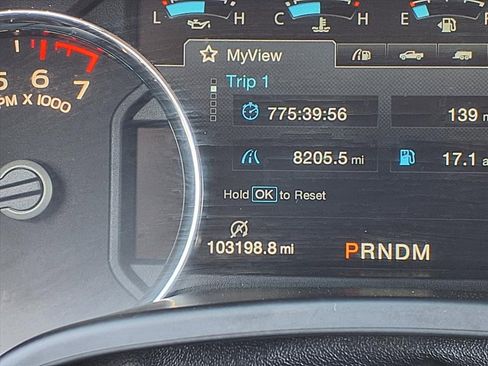 L H C H E F
MyView
Trip 1
5 6 7
PM X 1000
775:39:56 139 m
8205.5 mi 17.1 a
Hold OK to Reset
103198.8 mi
PRNDM